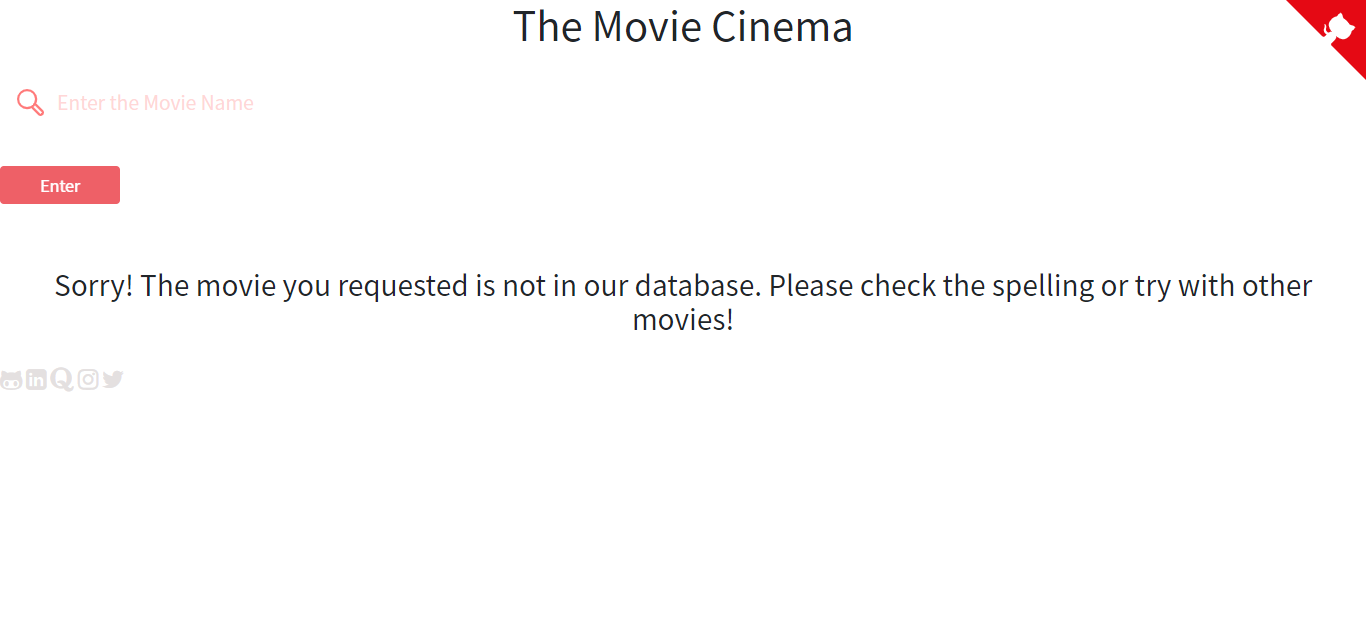 The Movie Cinema
Enter the Movie Name
Enter
Sorry! The movie you requested is not in our database. Please check the spelling or try with other
movies!